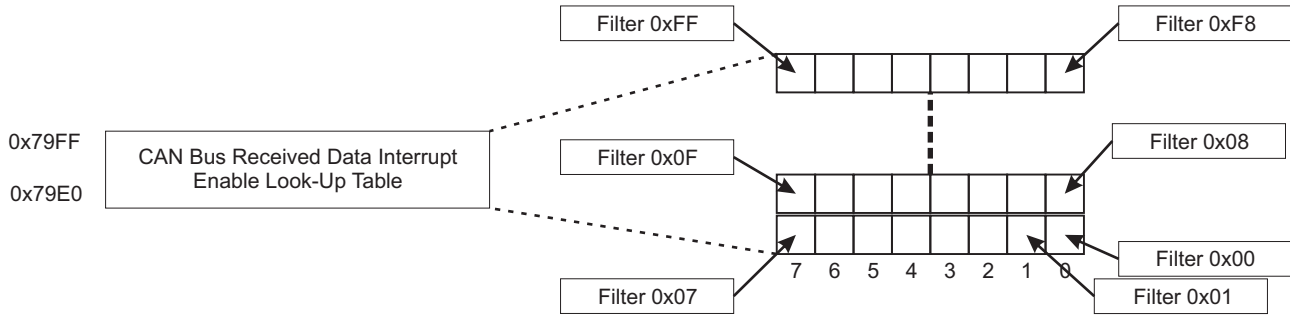 Filter 0xFF
Filter 0xF8
0x79FF
0x79E0
CAN Bus Received Data Interrupt
Enable Look-Up Table
Filter 0x0F
Filter 0x08
Filter 0x00
7 6 5 4 3 2 1 0
Filter 0x07
Filter 0x01